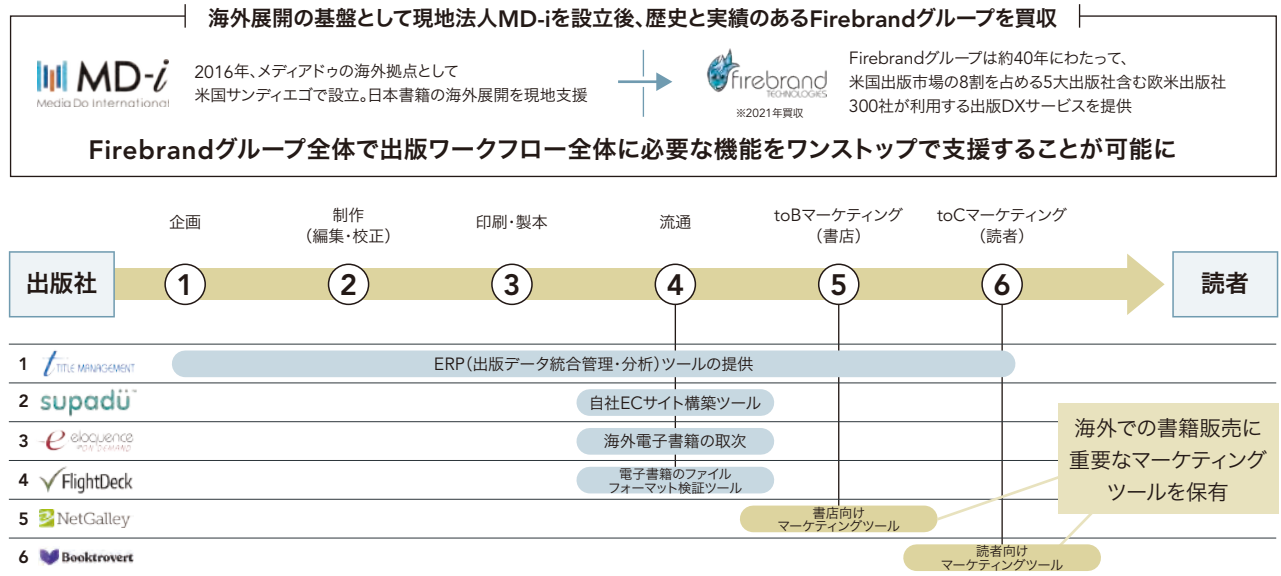 海外展開の基盤として現地法人MD-iを設立後、歴史と実績のあるFirebrandグループを買収
MD-i
Media Do International
2016年、メディアドゥの海外拠点として
米国サンディエゴで設立。日本書籍の海外展開を現地支援
firebrand
TECHNOLOGIES
※2021年買収
Firebrandグループは約40年にわたって、
米国出版市場の8割を占める5大出版社含む欧米出版社
300社が利用する出版DXサービスを提供
Firebrandグループ全体で出版ワークフロー全体に必要な機能をワンストップで支援することが可能に
企画
制作
(編集・校正)
印刷・製本
流通
toBマーケティング
(書店)
toCマーケティング
(読者)
出版社
1
2
3
4
5
6
読者
1 TITLE MANAGEMENT
ERP(出版データ統合管理・分析)ツールの提供
2 supadü™
自社ECサイト構築ツール
3 eloquence
ON DEMAND
海外電子書籍の取次
4 FlightDeck
電子書籍のファイル
フォーマット検証ツール
5 NetGalley
書店向け
マーケティングツール
6 Booktrovert
読者向け
マーケティングツール
海外での書籍販売に
重要なマーケティング
ツールを保有